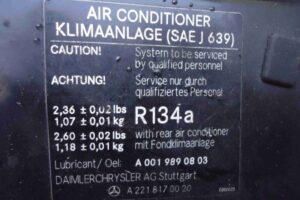 AIR CONDITIONER
KLIMAANLAGE (SAE J 639)
CAUTION! System to be serviced
by qualified personnel
ACHTUNG! Service nur durch
qualifiziertes Personal
2,36 ± 0,02 lbs
1,07 ± 0,01 kg R134a
2,60 ± 0,02 lbs with rear air conditioner
1,18 ± 0,01 kg mit Fondklimaanlage
Lubricant/Oel: A 001 989 08 03
DAIMLERCHRYSLER AG Stuttgart
A 221 817 00 20